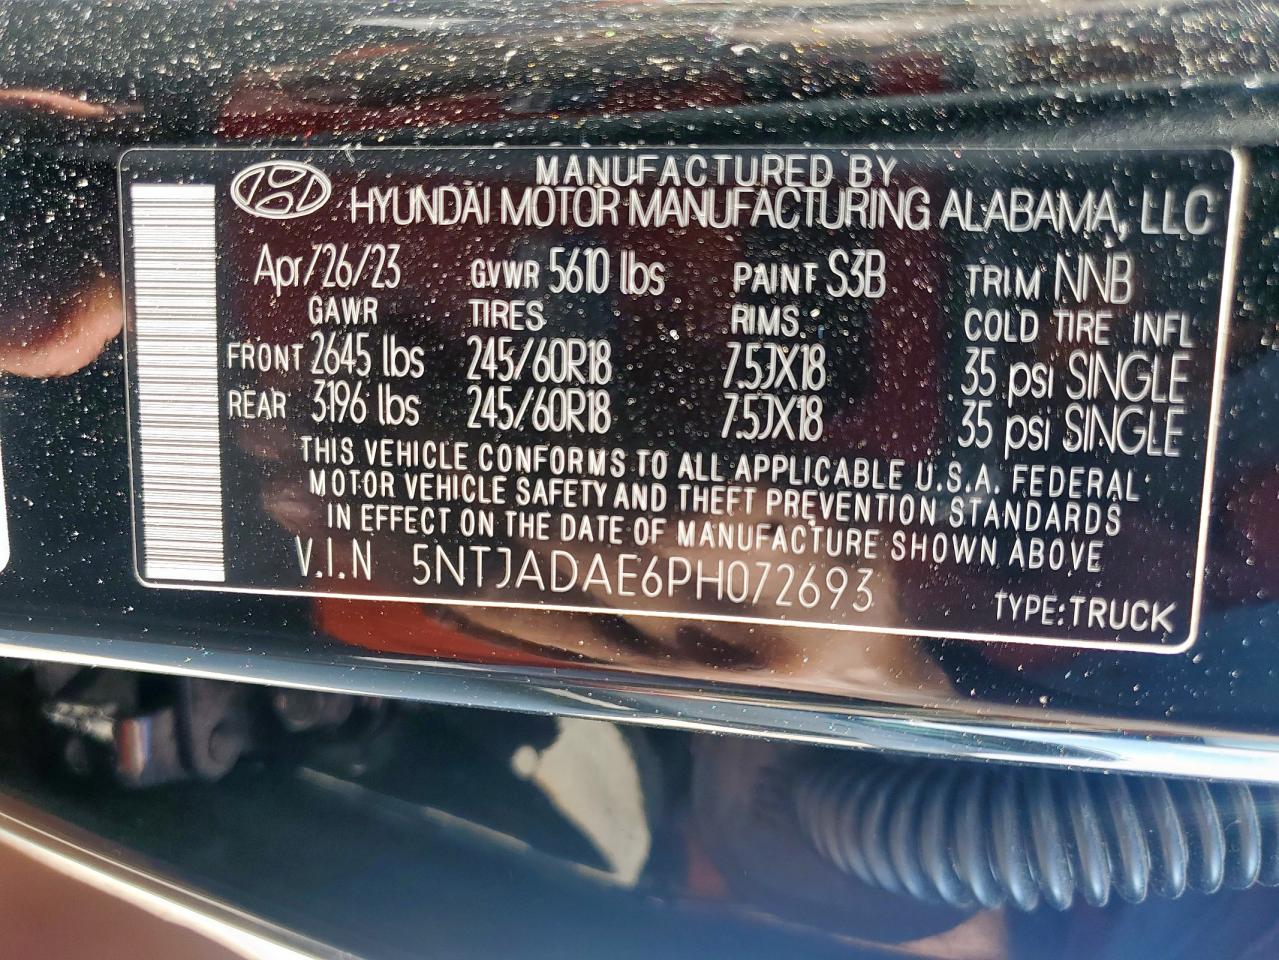 MANUFACTURED BY
HYUNDAI MOTOR MANUFACTURING ALABAMA, LLC
Apr/26/23 GVWR 5610 lbs PAINT S3B TRIM NNB
GAWR TIRES RIMS COLD TIRE INFL
FRONT 2645 lbs 245/60R18 7.5JX18 35 psi SINGLE
REAR 3196 lbs 245/60R18 7.5JX18 35 psi SINGLE
THIS VEHICLE CONFORMS TO ALL APPLICABLE U.S.A. FEDERAL
MOTOR VEHICLE SAFETY AND THEFT PREVENTION STANDARDS
IN EFFECT ON THE DATE OF MANUFACTURE SHOWN ABOVE
V.I.N 5NTJADAE6PH072693
TYPE:TRUCK